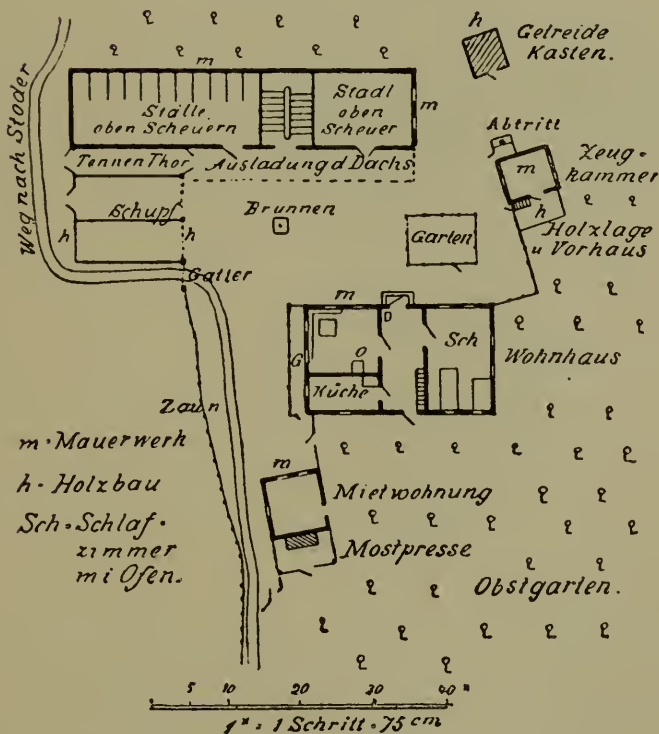 h
Getreide
Kasten.
m
Weg nach Stoder
Ställe
oben Scheuern
Stadl
oben
Scheuer
m
Abtritt
m
Zeug-
kammer
h
Holzlage
u Vorhaus
Tennen Thor
Ausladung d Dachs
Schupf
h
h
Brunnen
Garten
Gatter
m
G
O
Sch
Küche
Wohnhaus
Zaun
m
Mietwohnung
Mostpresse
Obstgarten.
m · Mauerwerk
h · Holzbau
Sch · Schlaf-
zimmer
mi Ofen.
5 10 20 30 40 ×
1× = 1 Schritt · 75 cm